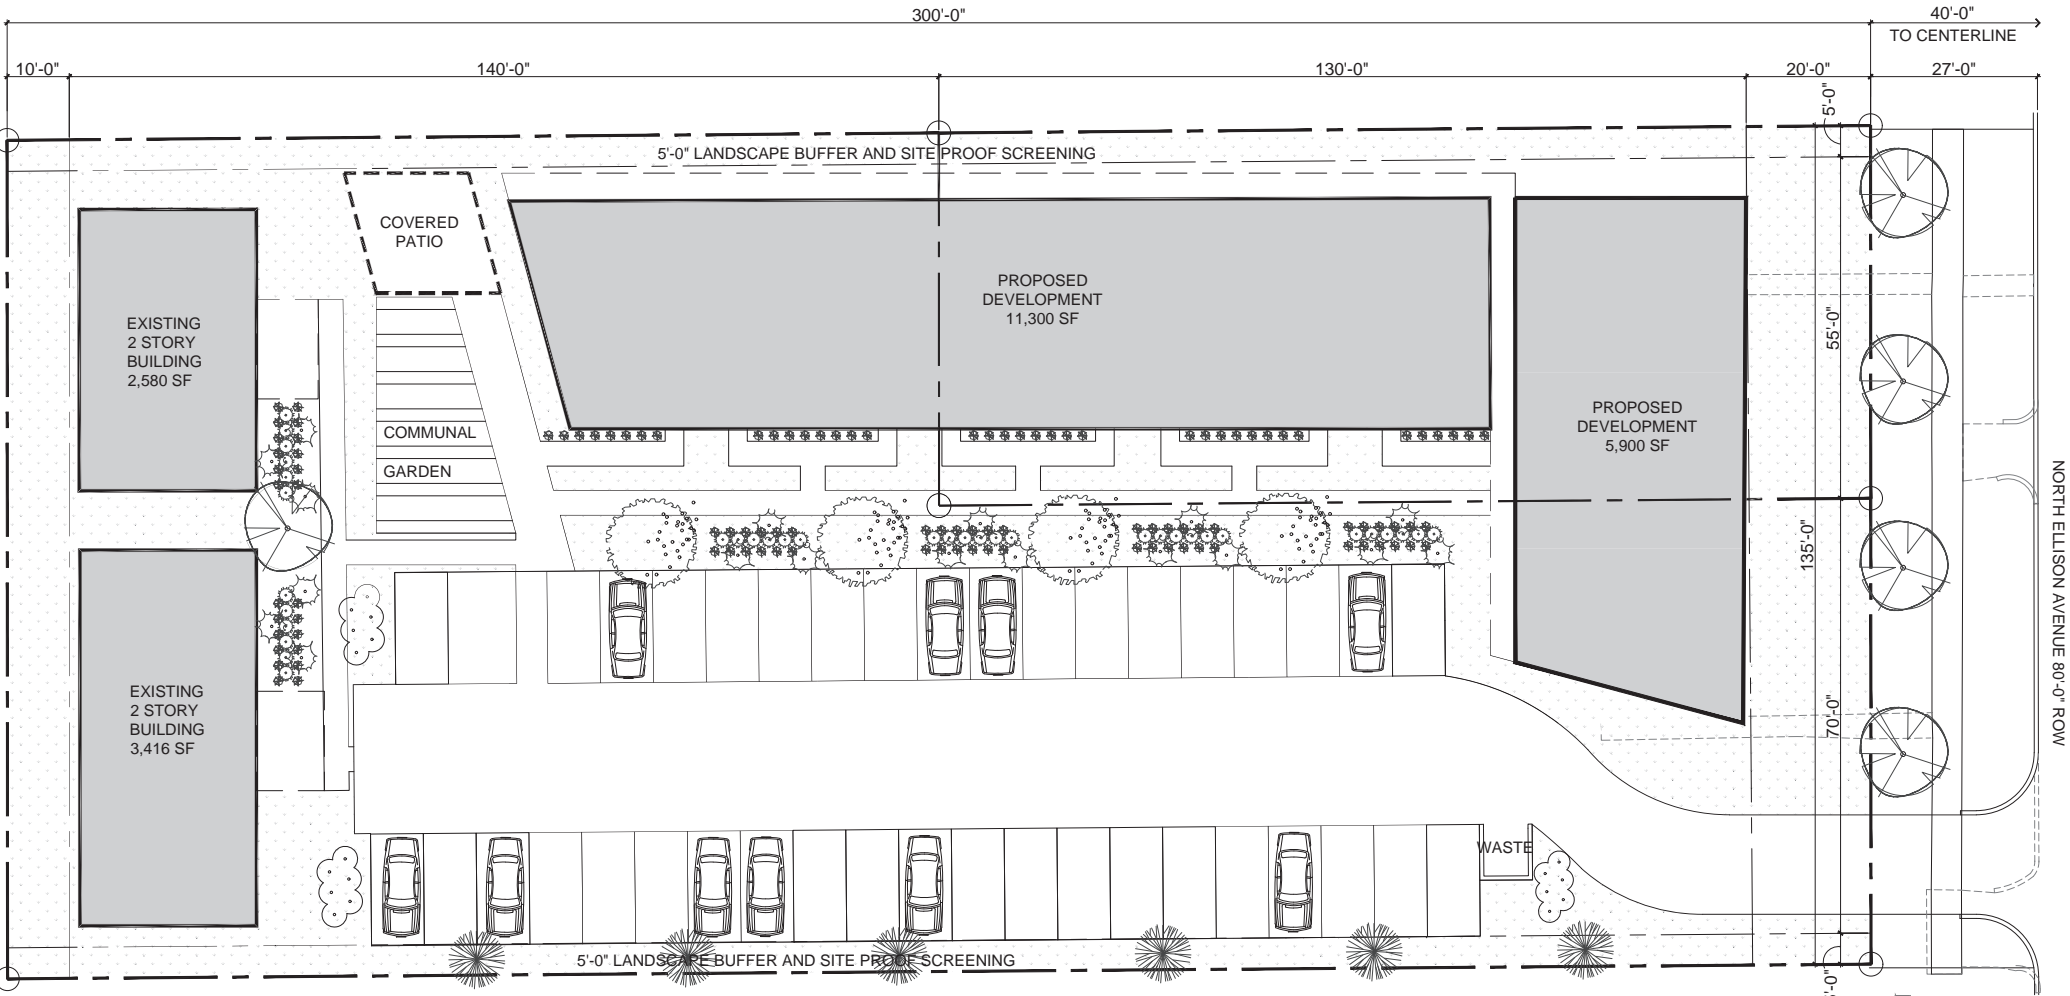 300'-0"
40'-0"
TO CENTERLINE
10'-0"
140'-0"
130'-0"
20'-0"
27'-0"
5'-0"
5'-0" LANDSCAPE BUFFER AND SITE PROOF SCREENING
COVERED
PATIO
PROPOSED
DEVELOPMENT
11,300 SF
EXISTING
2 STORY
BUILDING
2,580 SF
55'-0"
PROPOSED
DEVELOPMENT
5,900 SF
COMMUNAL
GARDEN
135'-0"
NORTH ELLISON AVENUE 80'-0" ROW
EXISTING
2 STORY
BUILDING
3,416 SF
70'-0"
WASTE
5'-0" LANDSCAPE BUFFER AND SITE PROOF SCREENING